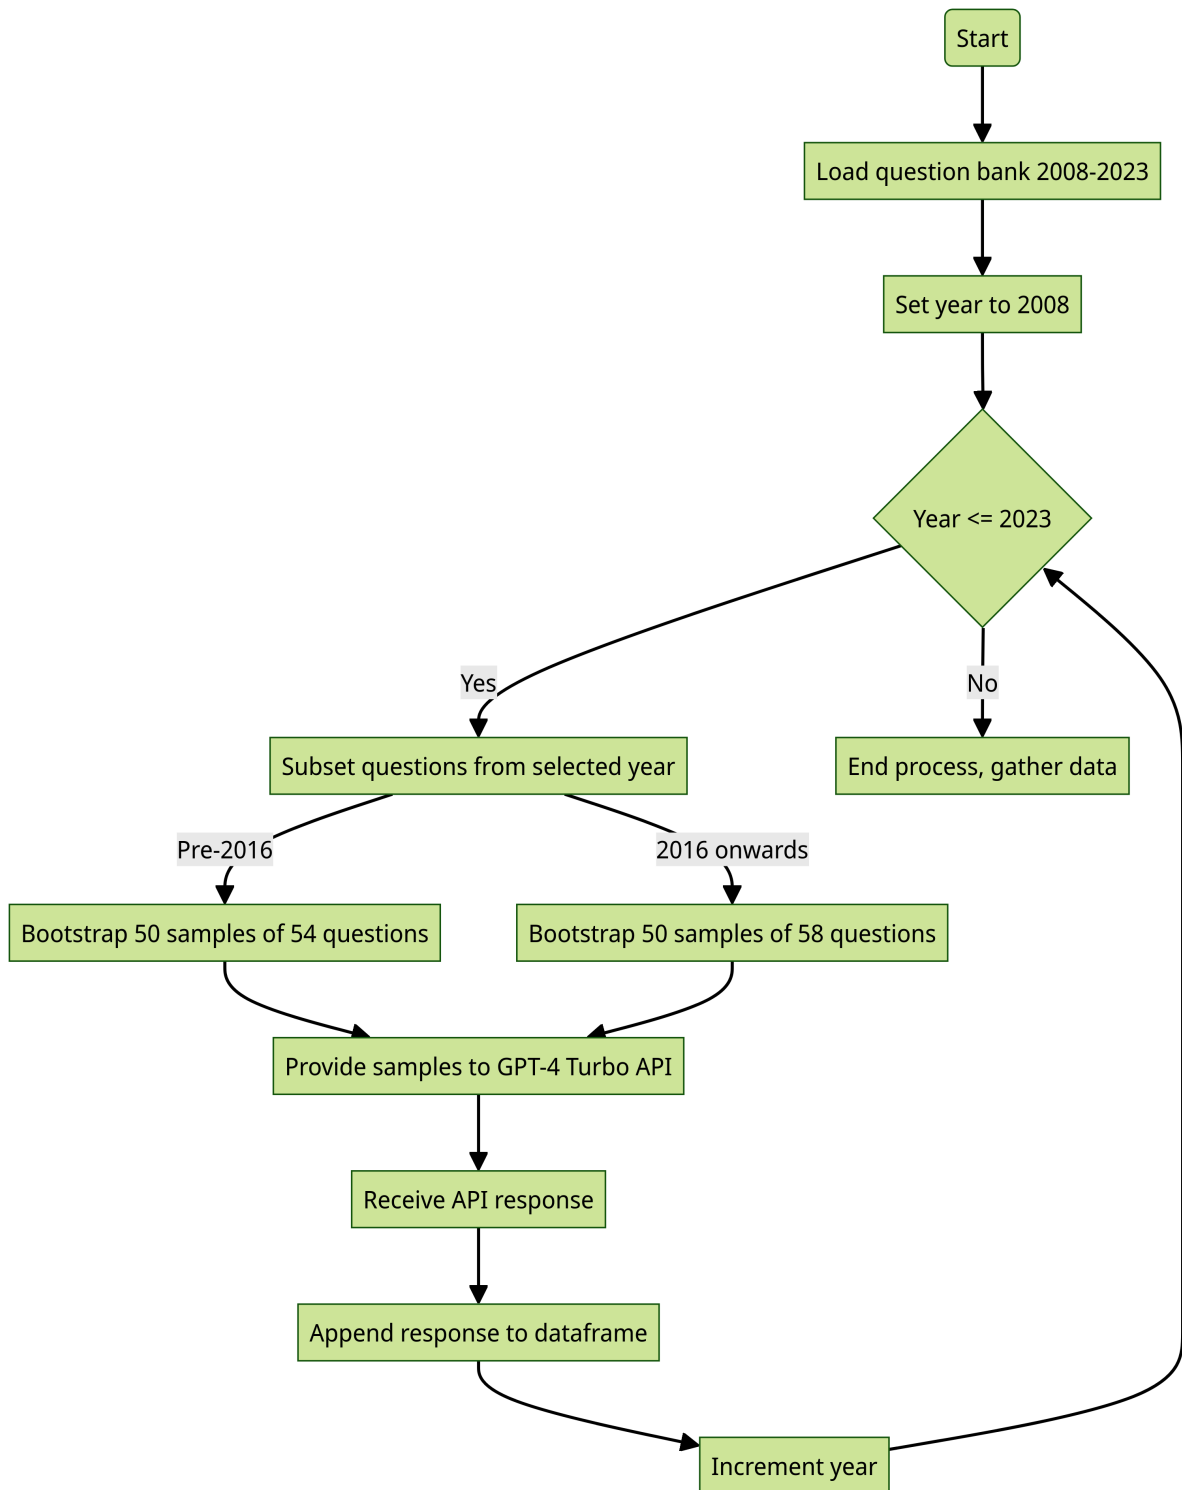 Start
Load question bank 2008-2023
Set year to 2008
Year <= 2023
Yes
No
Subset questions from selected year
End process, gather data
Pre-2016
2016 onwards
Bootstrap 50 samples of 54 questions
Bootstrap 50 samples of 58 questions
Provide samples to GPT-4 Turbo API
Receive API response
Append response to dataframe
Increment year